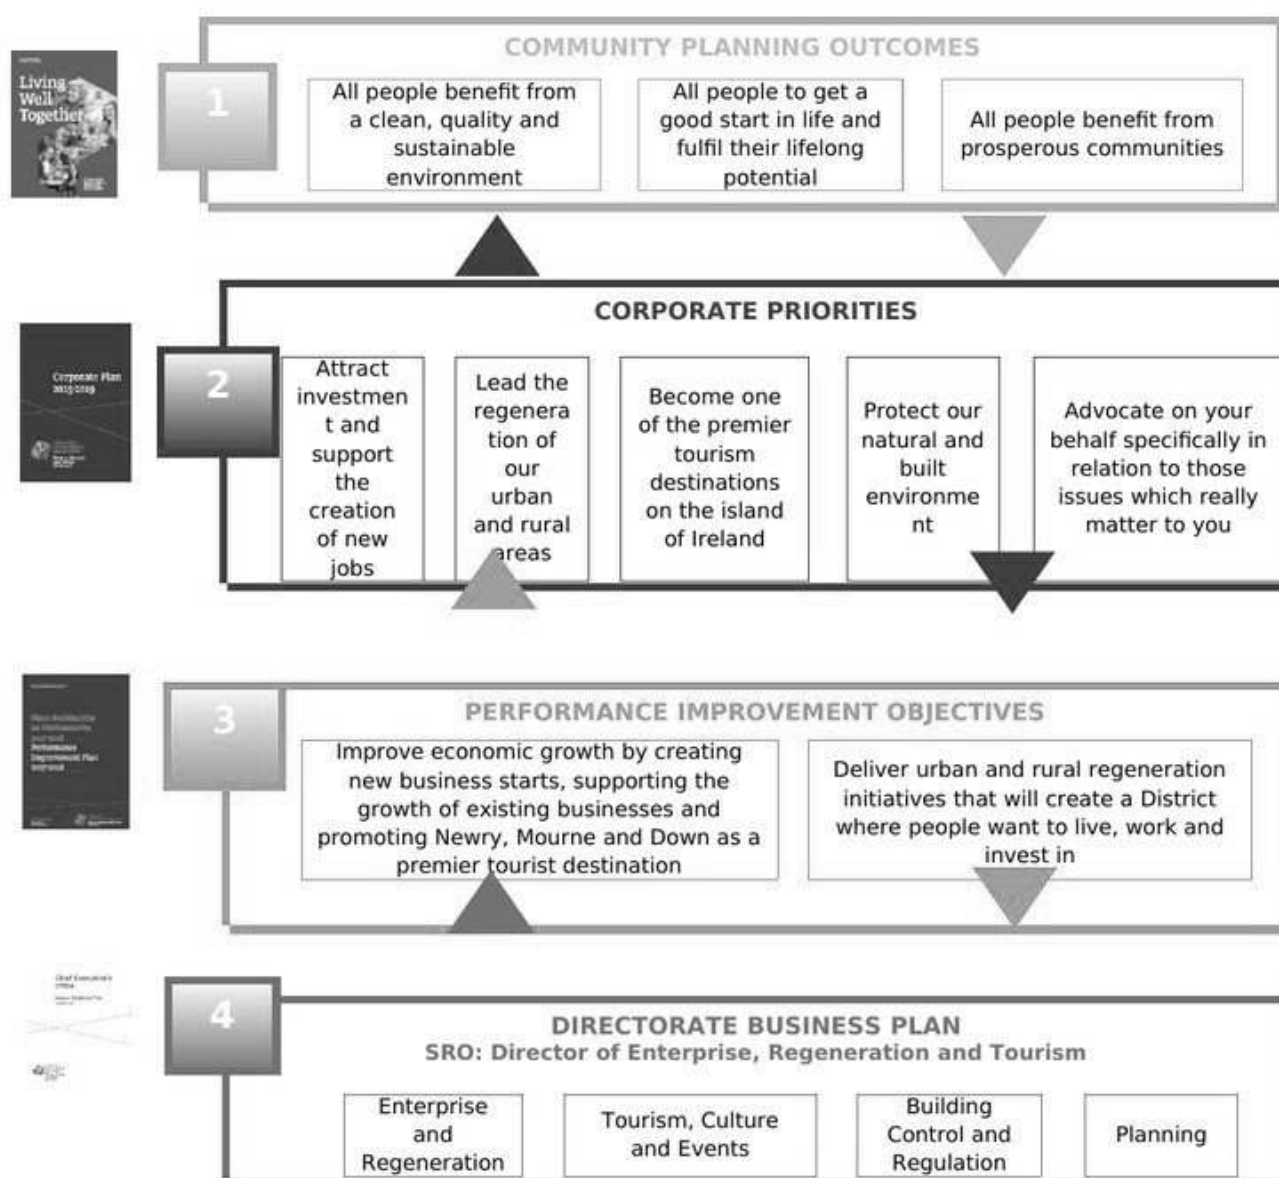 COMMUNITY PLANNING OUTCOMES
Living
Well
Together
1
All people benefit from
a clean, quality and
sustainable
environment
All people to get a
good start in life and
fulfil their lifelong
potential
All people benefit from
prosperous communities
CORPORATE PRIORITIES
Corporate Plan
2015-2019
2
Attract
investmen
t and
support
the
creation
of new
jobs
Lead the
regenera
tion of
our
urban
and rural
areas
Become one
of the premier
tourism
destinations
on the island
of Ireland
Protect our
natural and
built
environme
nt
Advocate on your
behalf specifically in
relation to those
issues which really
matter to you
3
PERFORMANCE IMPROVEMENT OBJECTIVES
Performance
Improvement Plan
Improve economic growth by creating
new business starts, supporting the
growth of existing businesses and
promoting Newry, Mourne and Down as a
premier tourist destination
Deliver urban and rural regeneration
initiatives that will create a District
where people want to live, work and
invest in
4
DIRECTORATE BUSINESS PLAN
SRO: Director of Enterprise, Regeneration and Tourism
Enterprise
and
Regeneration
Tourism, Culture
and Events
Building
Control and
Regulation
Planning